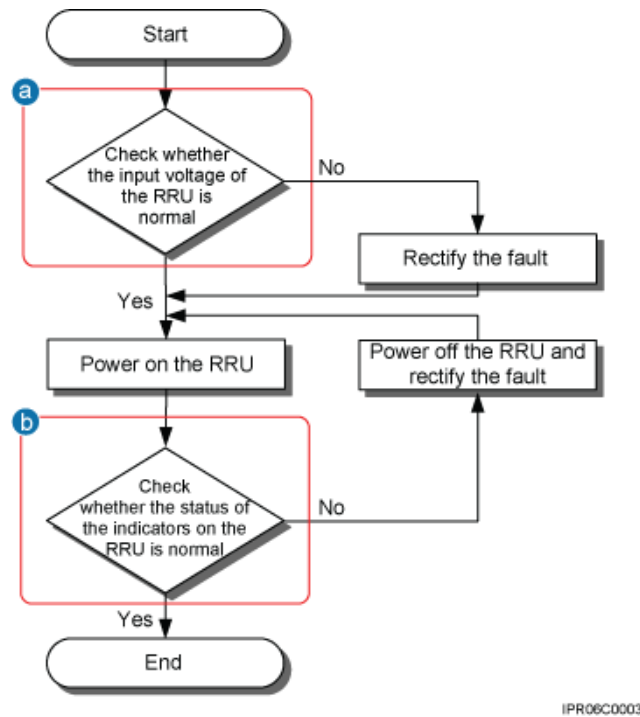 Start
a
Check whether
the input voltage of
the RRU is
normal
No
Rectify the fault
Yes
Power on the RRU
Power off the RRU and
rectify the fault
b
Check
whether the status of
the indicators on the
RRU is normal
No
Yes
End
IPR06C0003